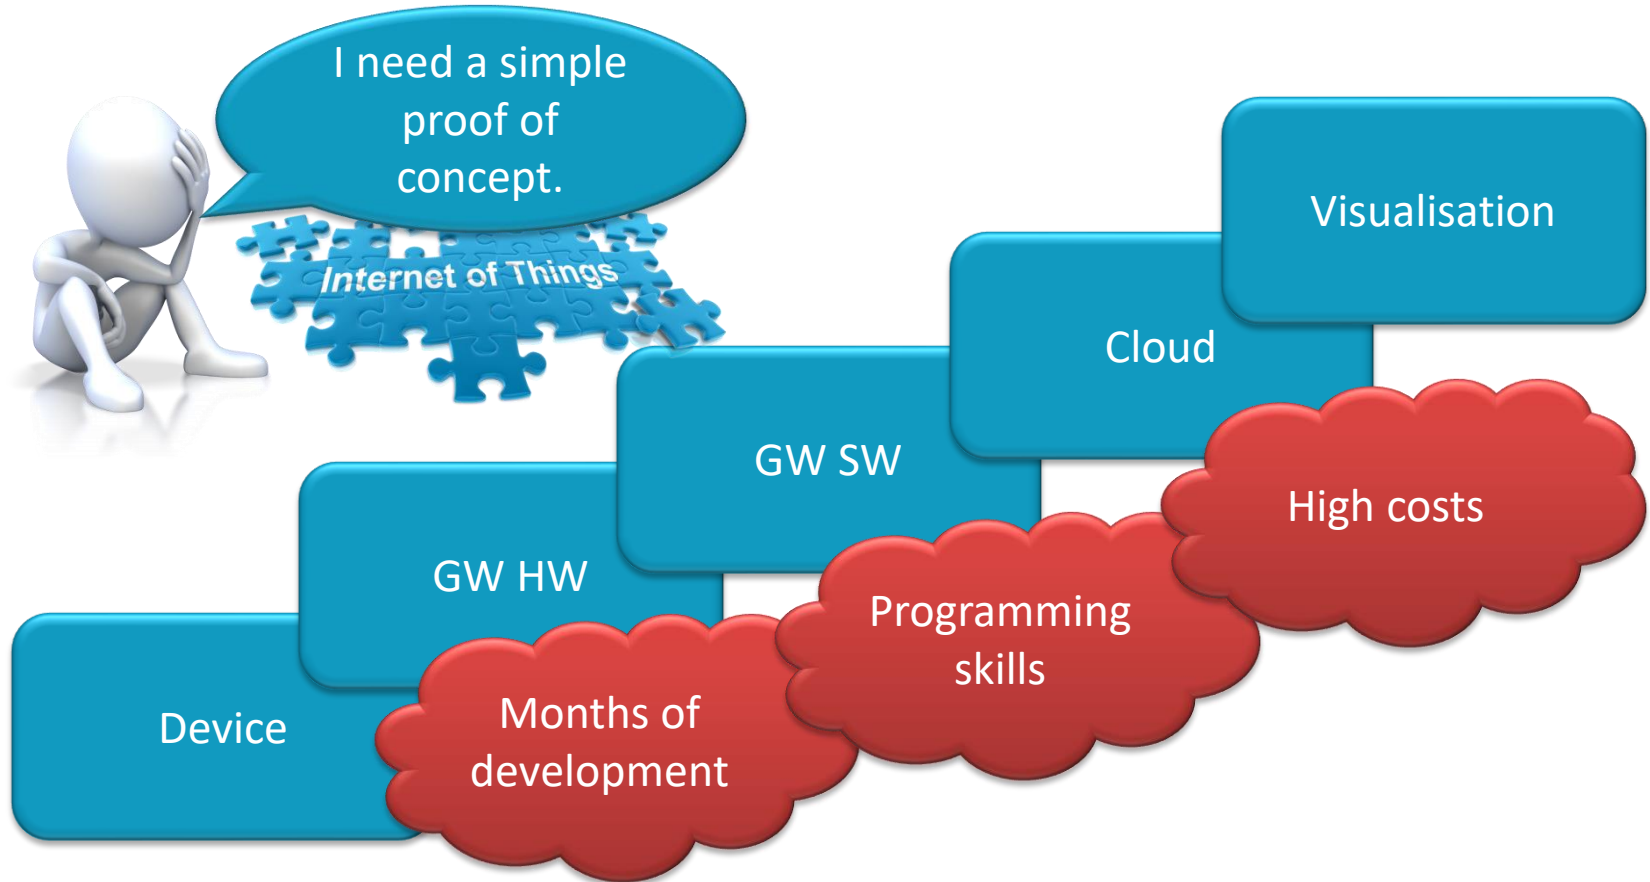 I need a simple
proof of
concept.
Internet of Things
Visualisation
Cloud
GW SW
High costs
GW HW
Programming
skills
Device
Months of
development